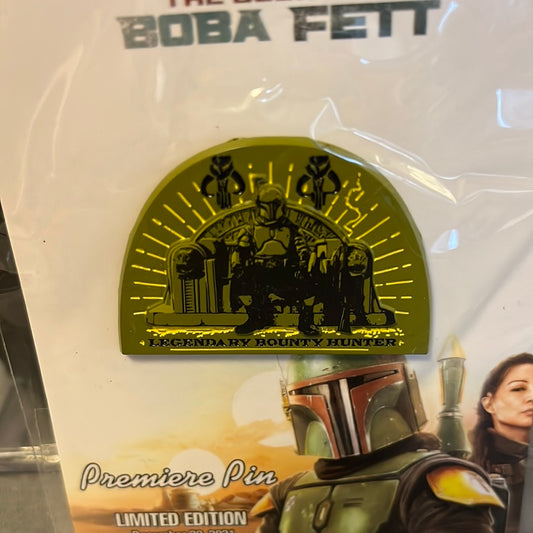 BOBA FETT
LEGENDARY BOUNTY HUNTER
Premiere Pin
LIMITED EDITION